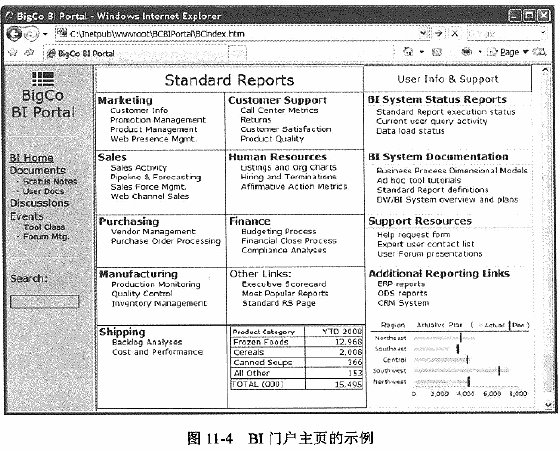 BigCo BI Portal - Windows Internet Explorer
C:\Inetpub\wwwroot\BCBIPortal\BCindex.htm
BigCo BI Portal
Page
BigCo
BI Portal
BI Home
Documents
Status Notes
User Docs
Discussions
Events
Tool Class
Forum Mtg.
Search:
Standard Reports
User Info & Support
Marketing
Customer Info
Promotion Management
Product Management
Web Presence Mgmt.
Customer Support
Call Center Metrics
Returns
Customer Satisfaction
Product Quality
BI System Status Reports
Standard Report execution status
Current user query activity
Data load status
Sales
Sales Activity
Pipeline & Forecasting
Sales Force Mgmt.
Web Channel Sales
Human Resources
Listings and Org Charts
Hiring and Terminations
Affirmative Action Metrics
BI System Documentation
Business Process Dimensional Models
Ad hoc tool tutorials
Standard Report definitions
DW/BI System overview and plans
Purchasing
Vendor Management
Purchase Order Processing
Finance
Budgeting Process
Financial Close Process
Compliance Analyses
Support Resources
Help request form
Expert user contact list
User Forum presentations
Manufacturing
Production Monitoring
Quality Control
Inventory Management
Other Links:
Executive Scorecard
Most Popular Reports
Standard RS Page
Additional Reporting Links
ERP reports
ODS reports
CRM System
Shipping
Backlog Analyses
Cost and Performance
Product Category YTD 2008
Frozen Foods 12,968
Cereals 2,008
Canned Soups 366
All Other 153
TOTAL (000) 15,495
Region Actual vs Plan ( Actual | Plan )
Northeast
Southeast
Central
Southwest
Northwest
0 2,000 4,000 6,000 8,000
图 11-4 BI 门户主页的示例